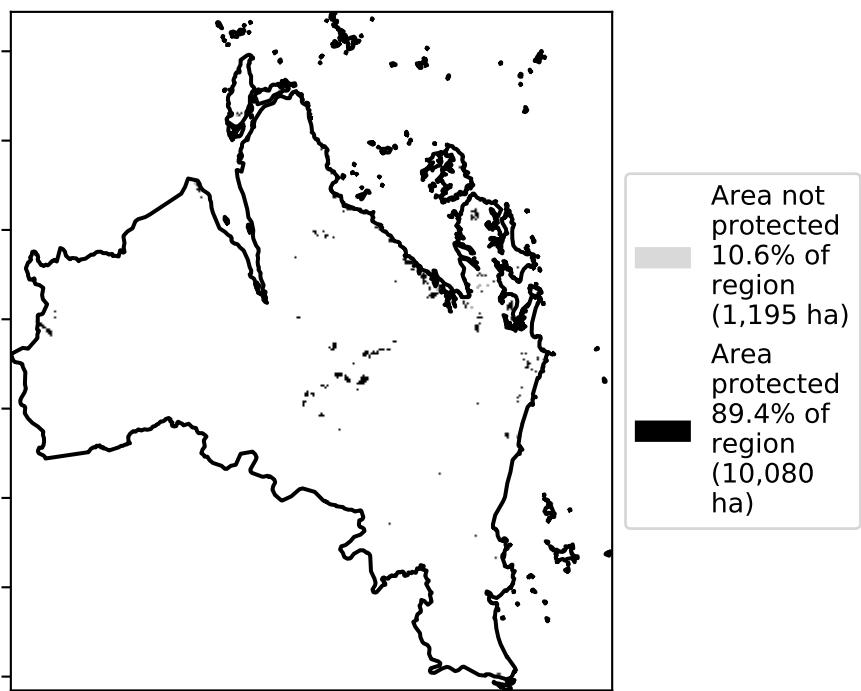 Area not
protected
10.6% of
region
(1,195 ha)
Area
protected
89.4% of
region
(10,080
ha)